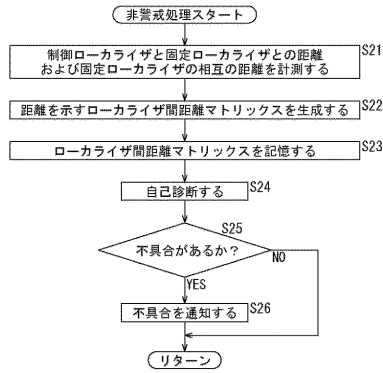 非警戒処理スタート
制御ローカライザと固定ローカライザとの距離
および固定ローカライザの相互の距離を計測する
S21
距離を示すローカライザ間距離マトリックスを生成する
S22
ローカライザ間距離マトリックスを記憶する
S23
自己診断する
S24
S25
不具合があるか?
NO
YES
不具合を通知する
S26
リターン